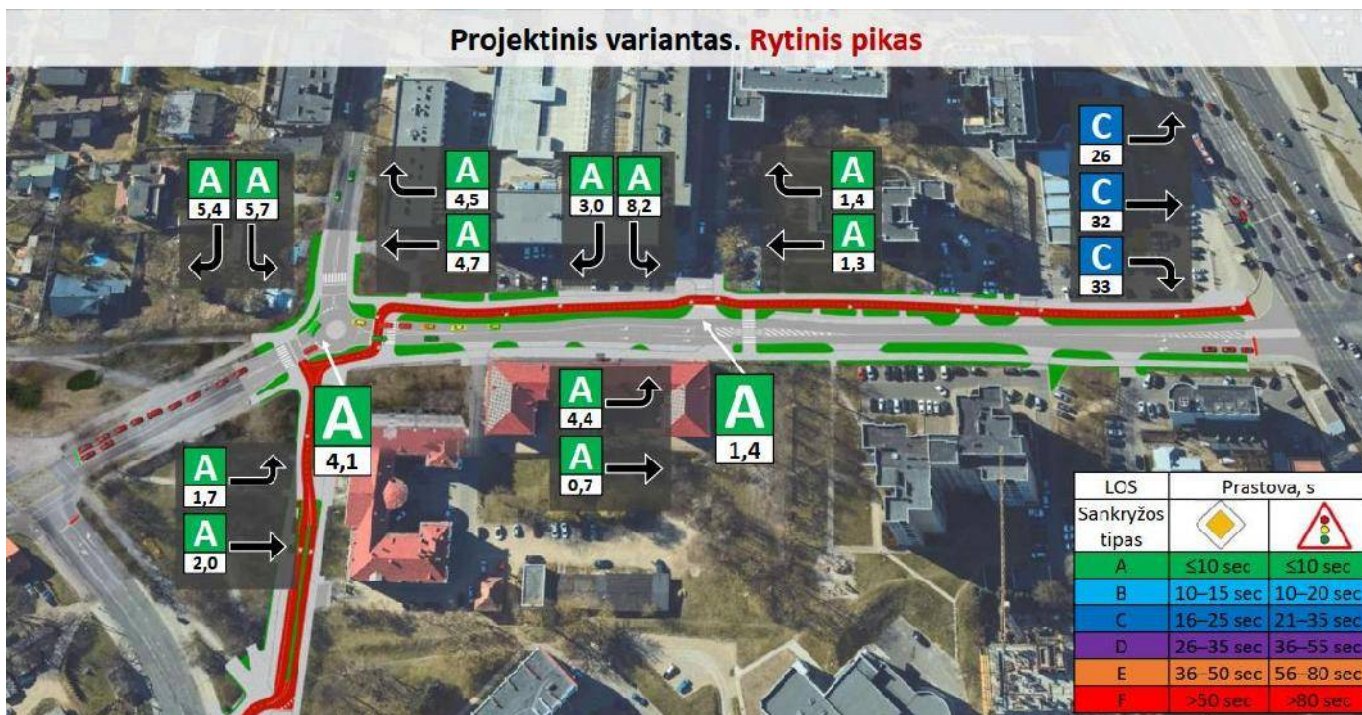 Projektinis variantas. Rytinis pikas
A A
5,4 5,7
A
4,5
A
4,7
A A
3,0 8,2
A
1,4
A
1,3
C
26
C
32
C
33
A
4,1
A
1,7
A
2,0
A
4,4
A
0,7
A
1,4
LOS Prastova, s
Sankryžos
tipas
A ≤10 sec ≤10 sec
B 10–15 sec 10–20 sec
C 16–25 sec 21–35 sec
D 26–35 sec 36–55 sec
E 36–50 sec 56–80 sec
F >50 sec >80 sec